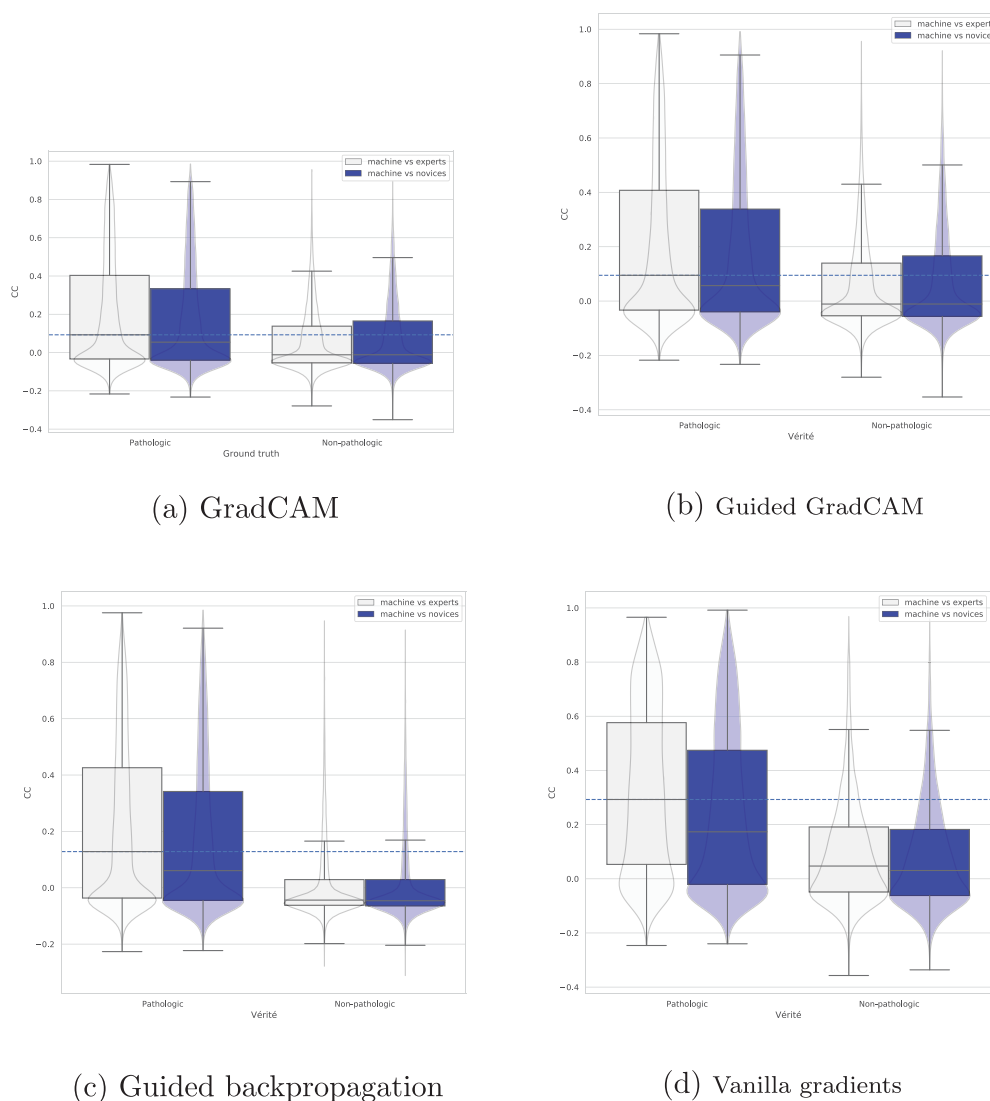 machine vs experts
machine vs novices
1.0
0.8
0.6
0.4
0.2
0.0
−0.2
−0.4
CC
Pathologic
Non-pathologic
Ground truth
(a) GradCAM
machine vs experts
machine vs novices
1.0
0.8
0.6
0.4
0.2
0.0
−0.2
−0.4
CC
Pathologic
Non-pathologic
Vérité
(b) Guided GradCAM
machine vs experts
machine vs novices
1.0
0.8
0.6
0.4
0.2
0.0
−0.2
CC
Pathologic
Non-pathologic
Vérité
(c) Guided backpropagation
machine vs experts
machine vs novices
1.0
0.8
0.6
0.4
0.2
0.0
−0.2
−0.4
CC
Pathologic
Non-pathologic
Vérité
(d) Vanilla gradients